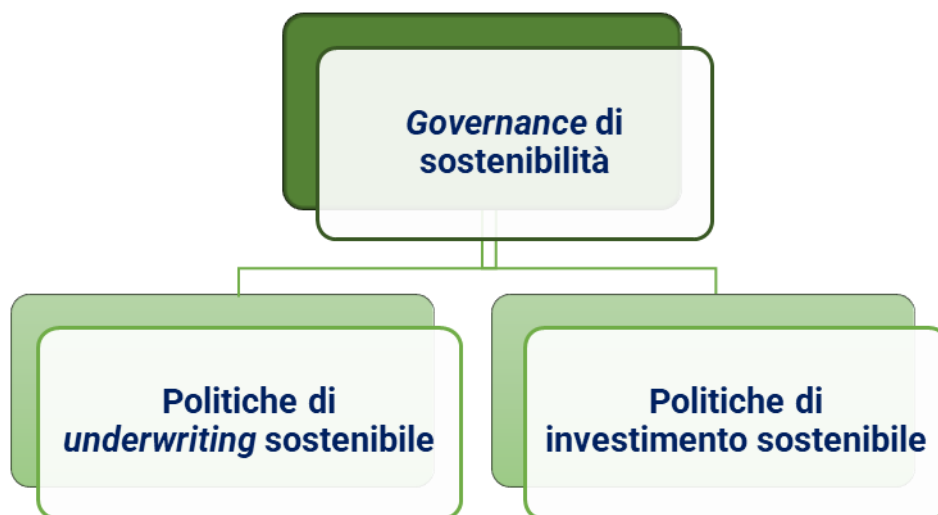 Governance di
sostenibilità
Politiche di
underwriting sostenibile
Politiche di
investimento sostenibile